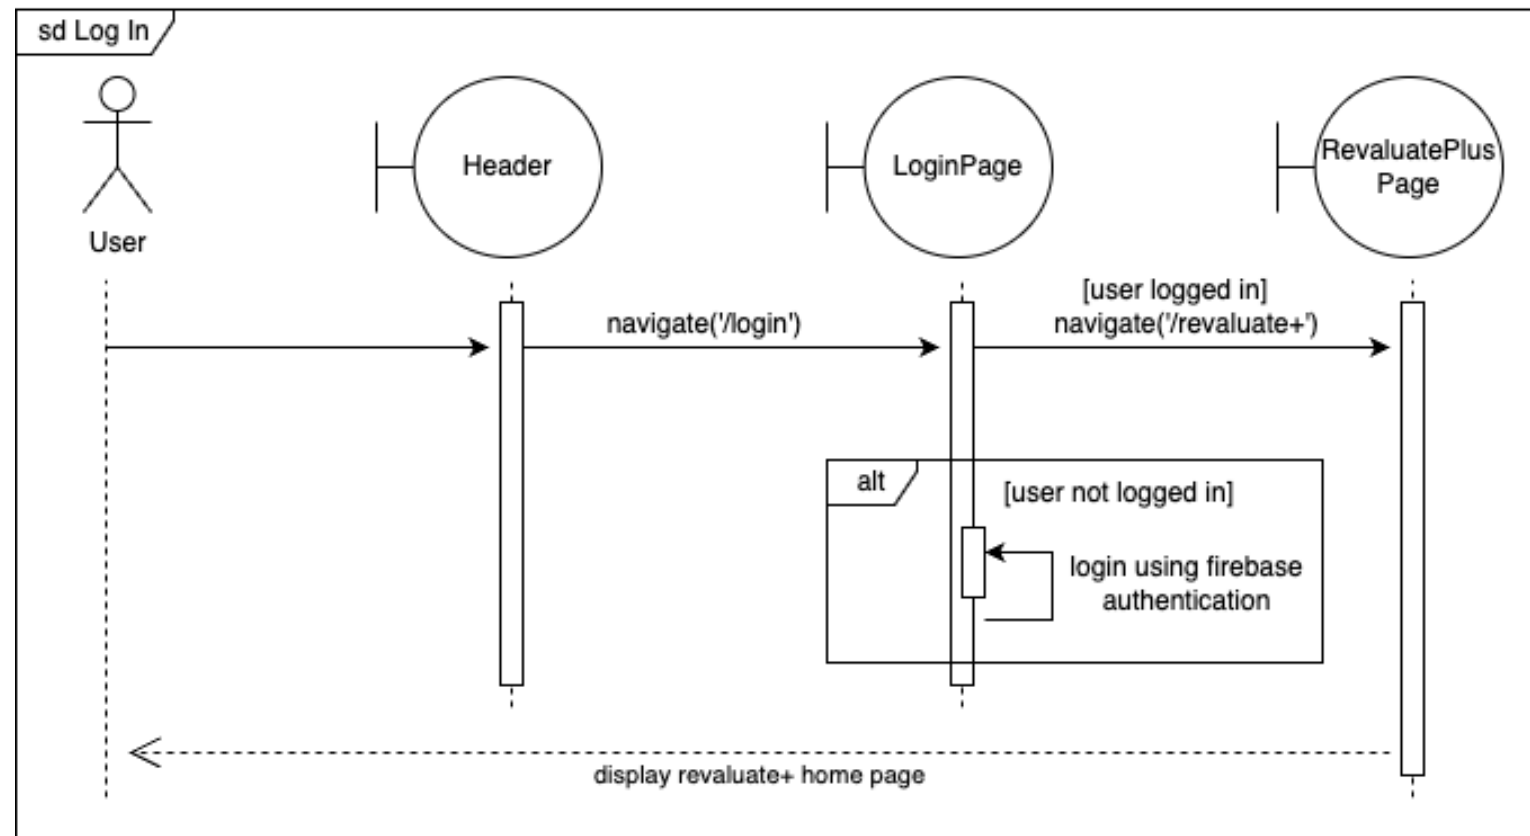 sd Log In
Header
LoginPage
RevaluatePlus
Page
User
[user logged in]
navigate('/login')
navigate('/revaluate+')
alt
[user not logged in]
login using firebase
authentication
display revaluate+ home page